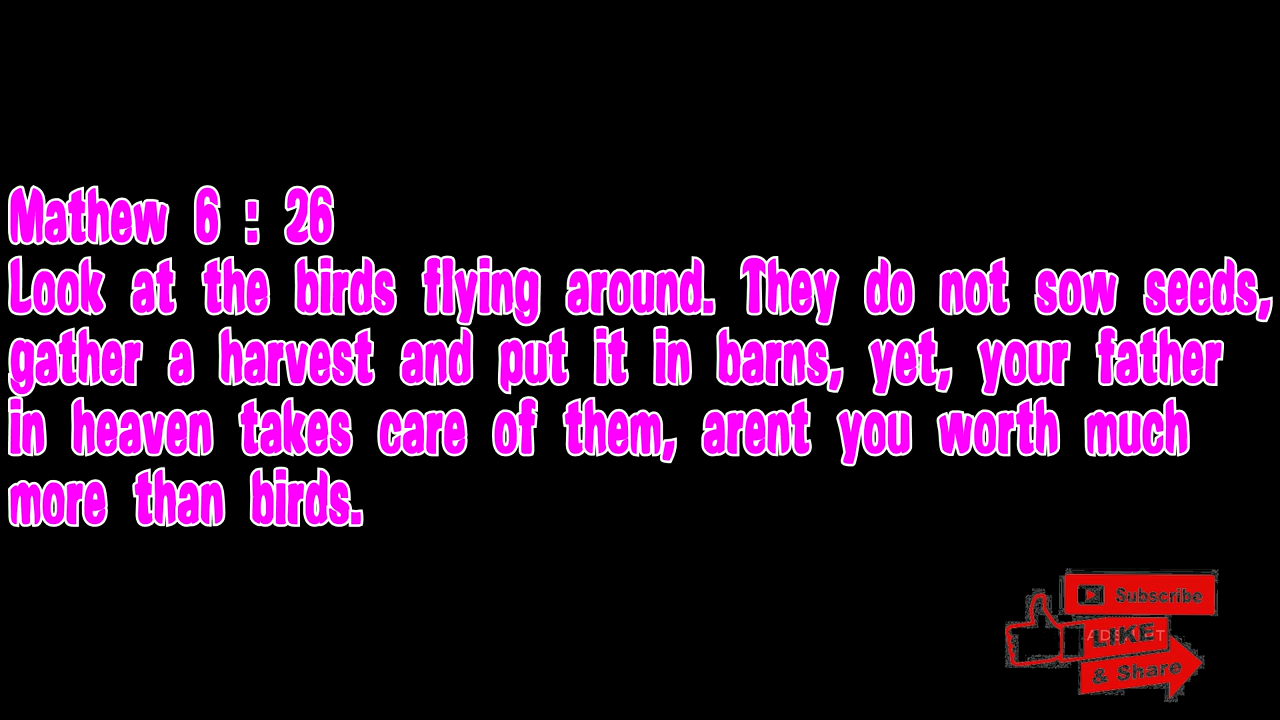 Mathew 6 : 26
Look at the birds flying around. They do not sow seeds,
gather a harvest and put it in barns, yet, your father
in heaven takes care of them, arent you worth much
more than birds.
Subscribe
LIKE
& Share